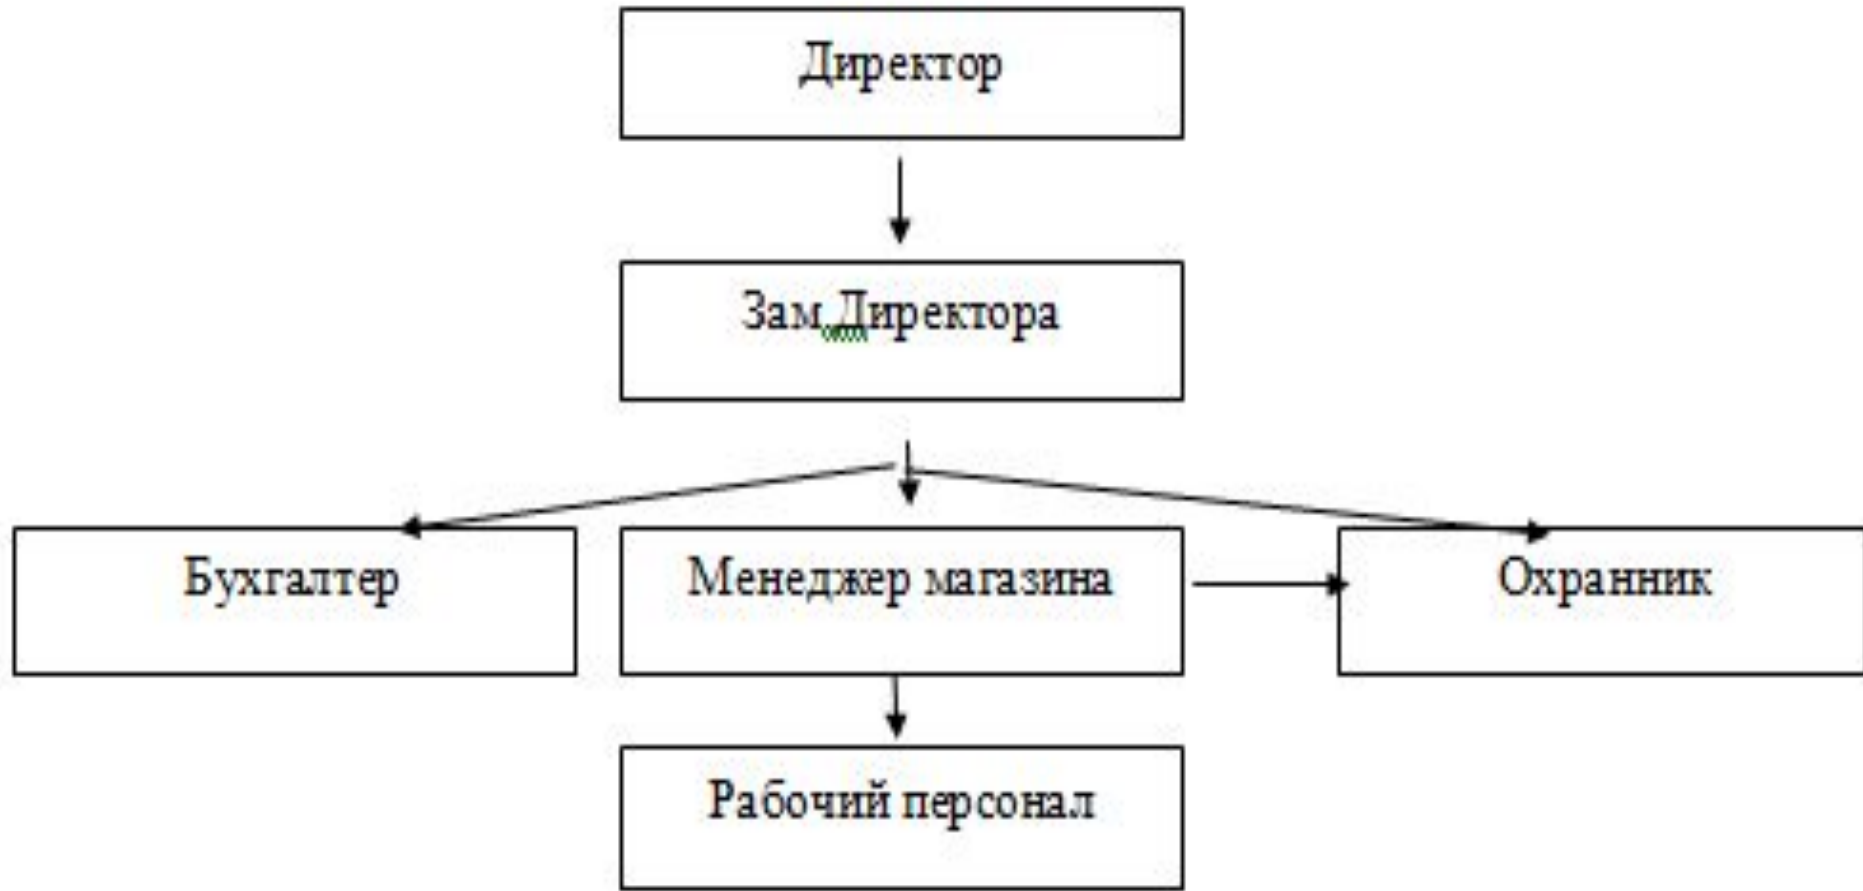 Директор
Зам Директора
Бухгалтер
Менеджер магазина
Охранник
Рабочий персонал